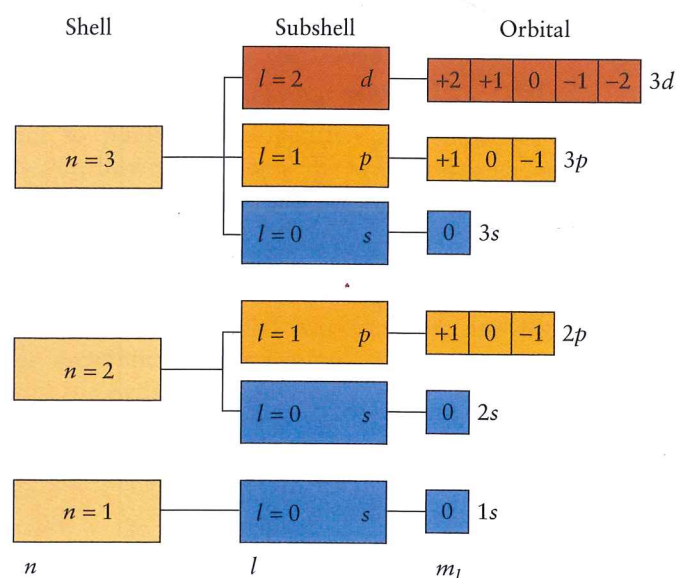 Shell Subshell Orbital
l = 2 d +2 +1 0 −1 −2 3d
n = 3 l = 1 p +1 0 −1 3p
l = 0 s 0 3s
l = 1 p +1 0 −1 2p
n = 2
l = 0 s 0 2s
n = 1 l = 0 s 0 1s
n l m_l